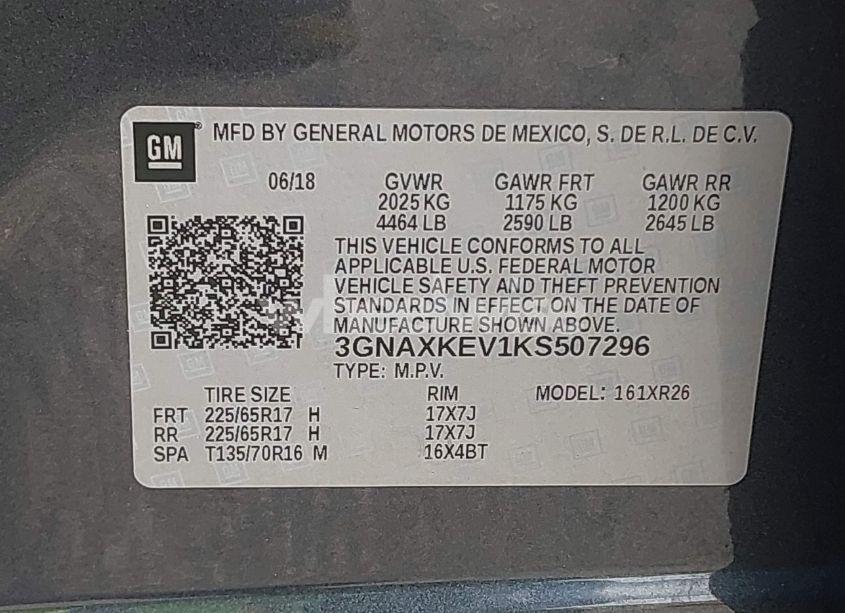 GM
MFD BY GENERAL MOTORS DE MEXICO, S. DE R.L. DE C.V.
06/18 GVWR GAWR FRT GAWR RR
2025 KG 1175 KG 1200 KG
4464 LB 2590 LB 2645 LB
THIS VEHICLE CONFORMS TO ALL
APPLICABLE U.S. FEDERAL MOTOR
VEHICLE SAFETY AND THEFT PREVENTION
STANDARDS IN EFFECT ON THE DATE OF
MANUFACTURE SHOWN ABOVE.
3GNAXKEV1KS507296
TYPE: M.P.V.
TIRE SIZE RIM MODEL: 161XR26
FRT 225/65R17 H 17X7J
RR 225/65R17 H 17X7J
SPA T135/70R16 M 16X4BT